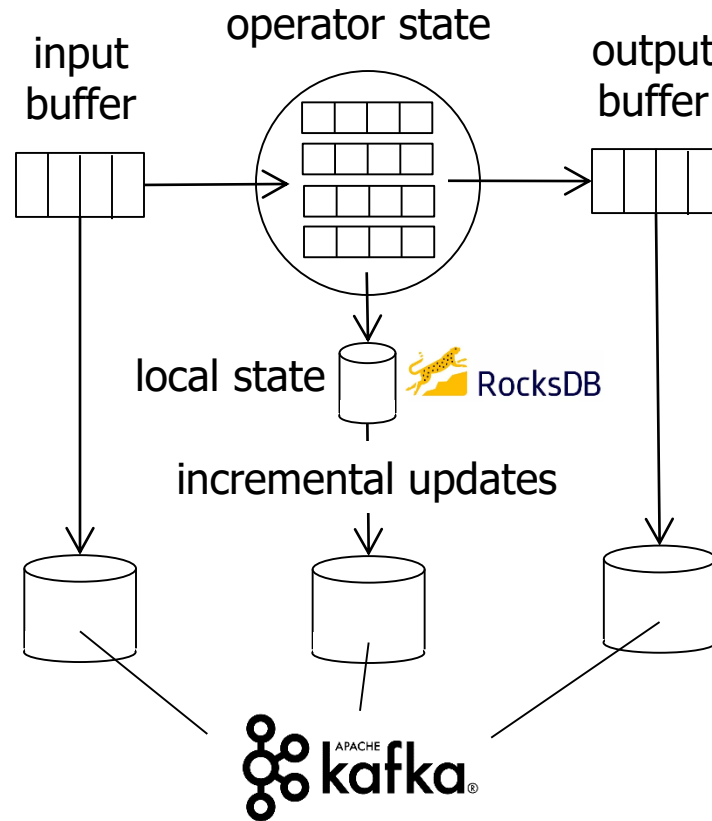 operator state
input
buffer
output
buffer
local state
RocksDB
incremental updates
APACHE
kafka®